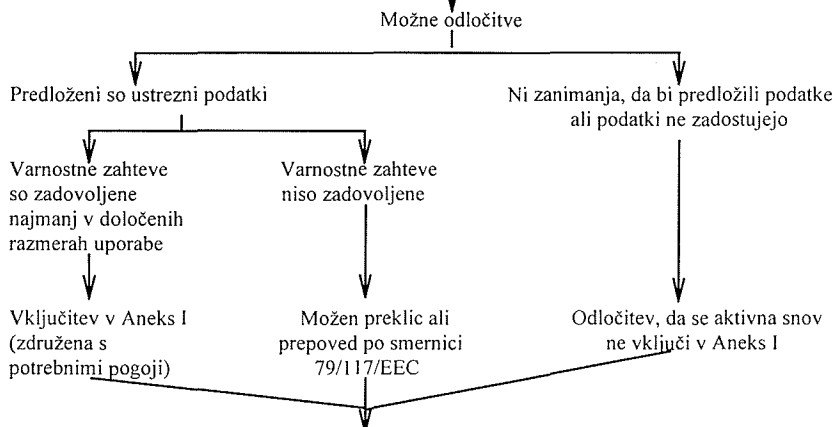 Možne odločitve
Predloženi so ustrezni podatki
Ni zanimanja, da bi predložili podatke
ali podatki ne zadostujejo
Varnostne zahteve
so zadovoljene
najmanj v določenih
razmerah uporabe
Varnostne zahteve
niso zadovoljene
Vključitev v Aneks I
(združena s
potrebnimi pogoji)
Možen preklic ali
prepoved po smernici
79/117/EEC
Odločitev, da se aktivna snov
ne vključi v Aneks I